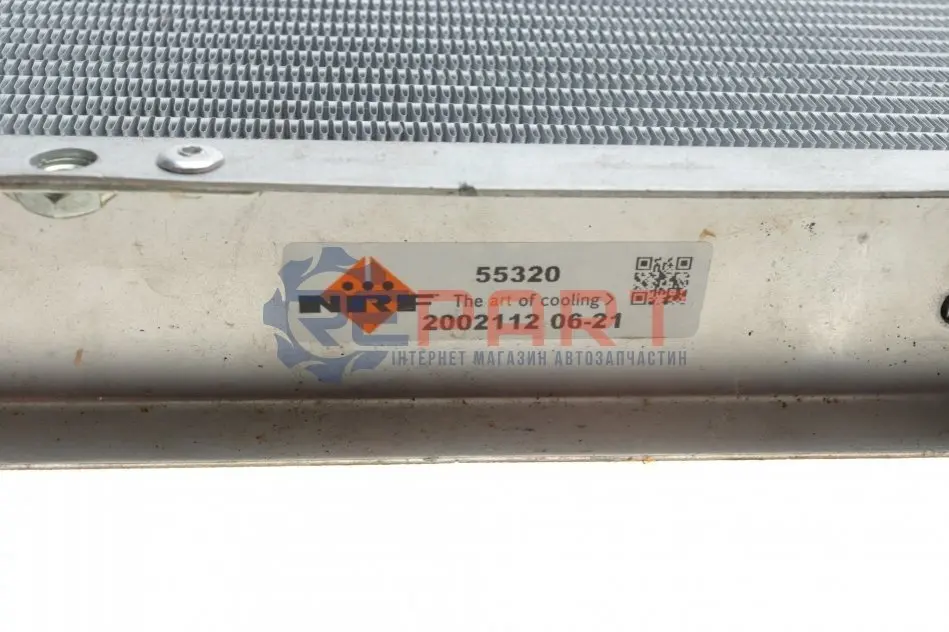 55320
NRF The art of cooling >
2002112 06-21
REPART
ІНТЕРНЕТ МАГАЗИН АВТОЗАПЧАСТИН